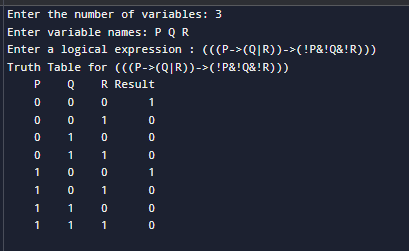 Enter the number of variables: 3
Enter variable names: P Q R
Enter a logical expression : (((P->(Q|R))->(!P&!Q&!R)))
Truth Table for (((P->(Q|R))->(!P&!Q&!R)))
P Q R Result
0 0 0 1
0 0 1 0
0 1 0 0
0 1 1 0
1 0 0 1
1 0 1 0
1 1 0 0
1 1 1 0